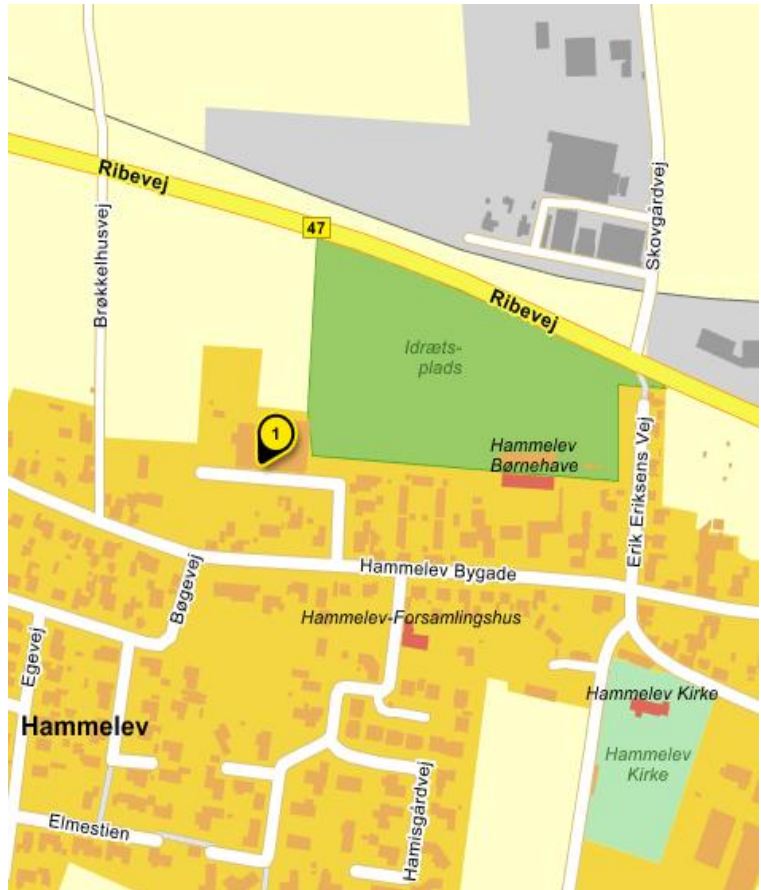 Ribevej
47
Skovgårdvej
Brøkkelhusvej
Ribevej
Idræts-
plads
1
Hammelev
Børnehave
Erik Eriksens Vej
Hammelev Bygade
Bøgevej
Hammelev-Forsamlingshus
Egevej
Hammelev Kirke
Hammelev
Hammelev
Kirke
Hamisgårdvej
Elmestien